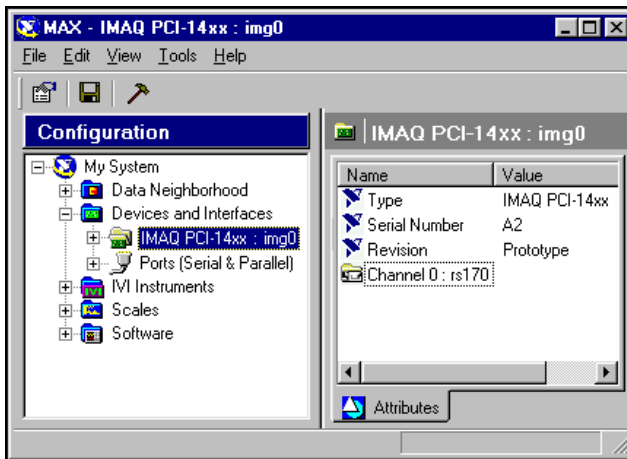 MAX - IMAQ PCI-14xx : img0
File Edit View Tools Help
Configuration
My System
Data Neighborhood
Devices and Interfaces
IMAQ PCI-14xx : img0
Ports (Serial & Parallel)
IVI Instruments
Scales
Software
IMAQ PCI-14xx : img0
Name Value
Type IMAQ PCI-14xx
Serial Number A2
Revision Prototype
Channel 0 : rs170
Attributes